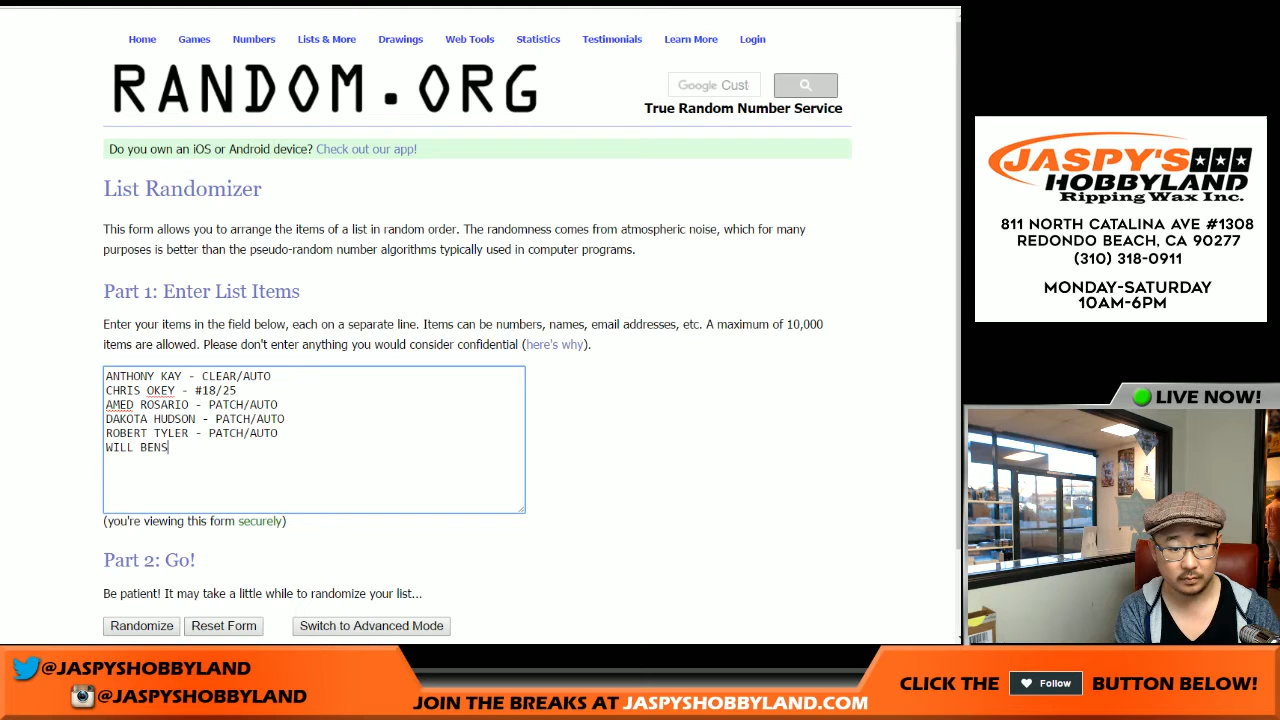 Home Games Numbers Lists & More Drawings Web Tools Statistics Testimonials Learn More Login
RANDOM.ORG
Google Cust
True Random Number Service
Do you own an iOS or Android device? Check out our app!
List Randomizer
This form allows you to arrange the items of a list in random order. The randomness comes from atmospheric noise, which for many
purposes is better than the pseudo-random number algorithms typically used in computer programs.
Part 1: Enter List Items
Enter your items in the field below, each on a separate line. Items can be numbers, names, email addresses, etc. A maximum of 10,000
items are allowed. Please don't enter anything you would consider confidential (here's why).
ANTHONY KAY - CLEAR/AUTO
CHRIS OKEY - #18/25
AMED ROSARIO - PATCH/AUTO
DAKOTA HUDSON - PATCH/AUTO
ROBERT TYLER - PATCH/AUTO
WILL BENS
(you're viewing this form securely)
Part 2: Go!
Be patient! It may take a little while to randomize your list...
Randomize Reset Form Switch to Advanced Mode
JASPY'S
HOBBYLAND
Ripping Wax Inc.
811 NORTH CATALINA AVE #1308
REDONDO BEACH, CA 90277
(310) 318-0911
MONDAY-SATURDAY
10AM-6PM
LIVE NOW!
@JASPYSHOBBYLAND
@JASPYSHOBBYLAND
JOIN THE BREAKS AT JASPYSHOBBYLAND.COM
CLICK THE Follow BUTTON BELOW!